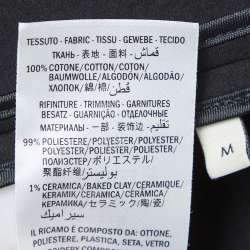 TESSUTO - FABRIC - TISSU - GEWEBE - TECIDO
ТКАНЬ - 表地 - 面料 - قماش
100% COTONE/COTTON/COTON/
BAUMWOLLE/ALGODÓN/ALGODÃO/
ХЛОПОК/綿/棉/قطن
RIFINITURE - TRIMMING - GARNITURES
BESATZ - GUARNIÇÃO - OTDELOČNYE
МАТЕРИАЛЫ - 一部 - 装饰边 - تقليم
99% POLIESTERE/POLYESTER/POLYESTER/
POLYESTER/POLIÉSTER/POLIÉSTER/
ПОЛИЭСТЕР/ポリエステル/
聚酯纤维/بوليستر
1% CERAMICA/BAKED CLAY/CERAMIQUE/
KERAMIK/CERÁMICA/CERÂMICA/
КЕРАМИКА/セラミック/陶/瓷/
سيراميك
IL RICAMO È COMPOSTO DA: OTTONE,
POLIESTERE, PLASTICA, SETA, VETRO
M